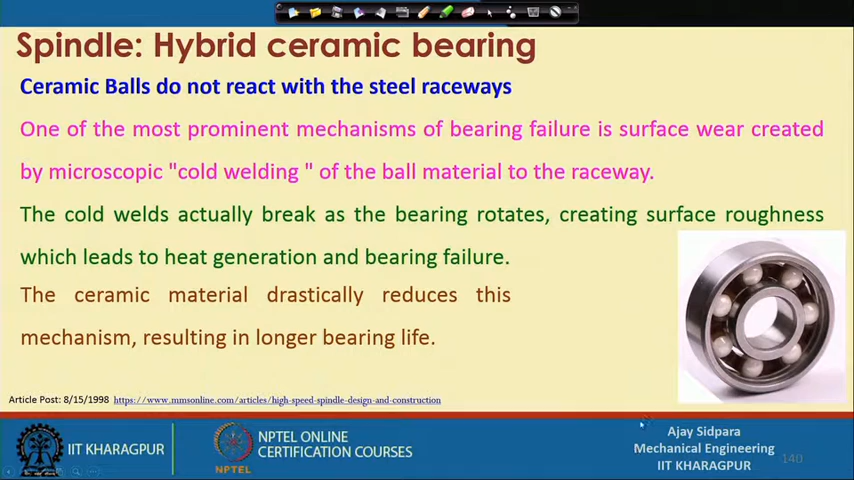 Spindle: Hybrid ceramic bearing
Ceramic Balls do not react with the steel raceways
One of the most prominent mechanisms of bearing failure is surface wear created
by microscopic "cold welding " of the ball material to the raceway.
The cold welds actually break as the bearing rotates, creating surface roughness
which leads to heat generation and bearing failure.
The ceramic material drastically reduces this
mechanism, resulting in longer bearing life.
Article Post: 8/15/1998 https://www.mmsonline.com/articles/high-speed-spindle-design-and-construction
IIT KHARAGPUR
NPTEL
NPTEL ONLINE
CERTIFICATION COURSES
Ajay Sidpara
Mechanical Engineering
IIT KHARAGPUR
140